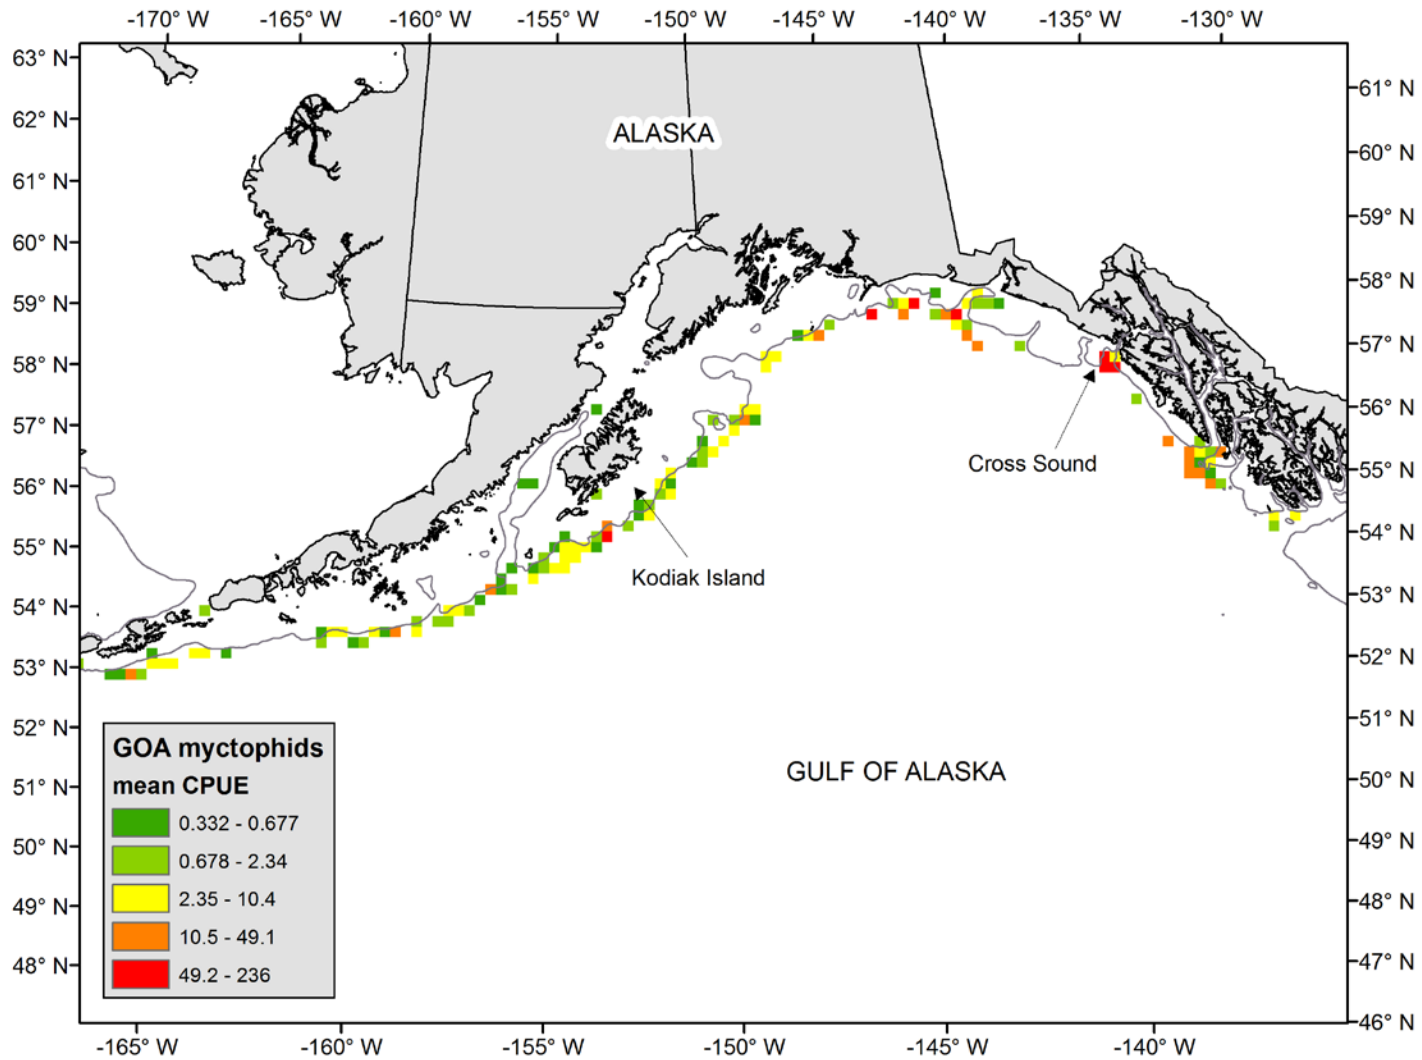 -170° W -165° W -160° W -155° W -150° W -145° W -140° W -135° W -130° W
63° N
62° N
61° N
60° N
59° N
58° N
57° N
56° N
55° N
54° N
53° N
52° N
51° N
50° N
49° N
48° N
61° N
60° N
59° N
58° N
57° N
56° N
55° N
54° N
53° N
52° N
51° N
50° N
49° N
48° N
47° N
46° N
ALASKA
Cross Sound
Kodiak Island
GULF OF ALASKA
GOA myctophids
mean CPUE
0.332 - 0.677
0.678 - 2.34
2.35 - 10.4
10.5 - 49.1
49.2 - 236
-165° W -160° W -155° W -150° W -145° W -140° W